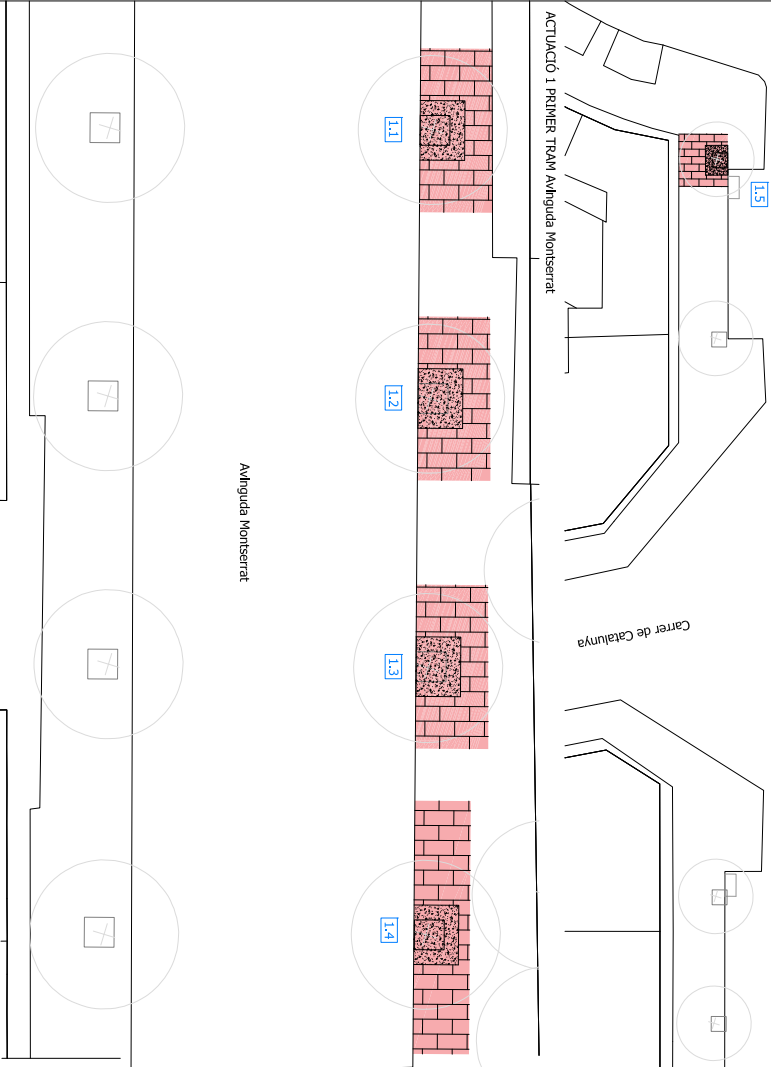 ACTUACIÓ 1 PRIMER TRAM Avinguda Montserrat
1.5
1.1
1.2
1.3
1.4
Avinguda Montserrat
Carrer de Catalunya